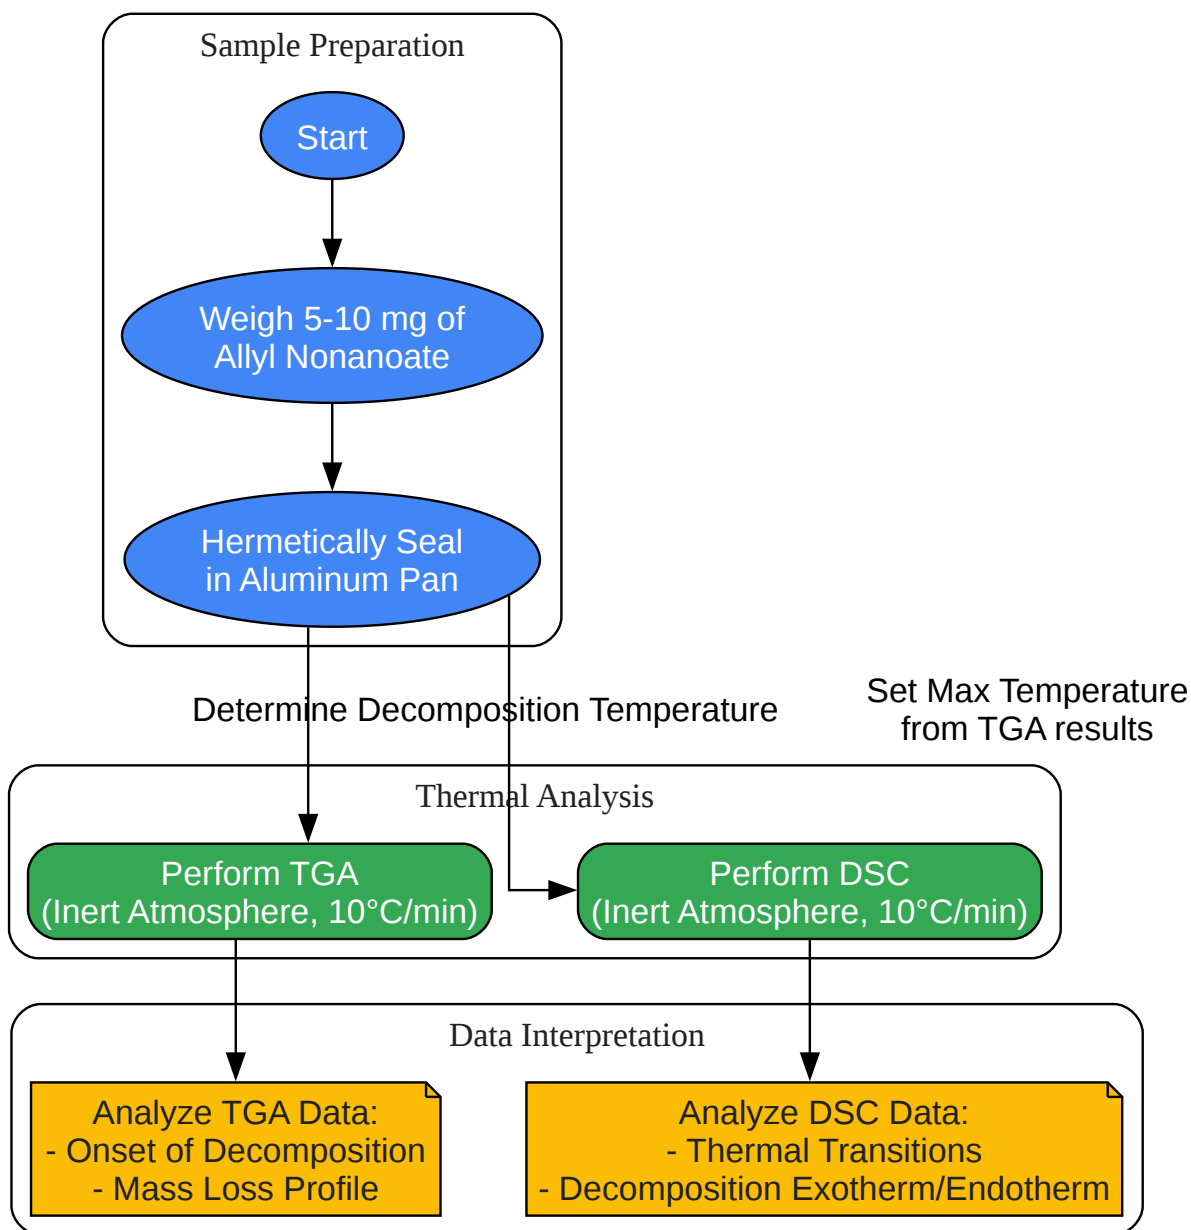 Sample Preparation
Start
Weigh 5-10 mg of
Allyl Nonanoate
Hermetically Seal
in Aluminum Pan
Determine Decomposition Temperature
Set Max Temperature
from TGA results
Thermal Analysis
Perform TGA
(Inert Atmosphere, 10°C/min)
Perform DSC
(Inert Atmosphere, 10°C/min)
Data Interpretation
Analyze TGA Data:
- Onset of Decomposition
- Mass Loss Profile
Analyze DSC Data:
- Thermal Transitions
- Decomposition Exotherm/Endotherm